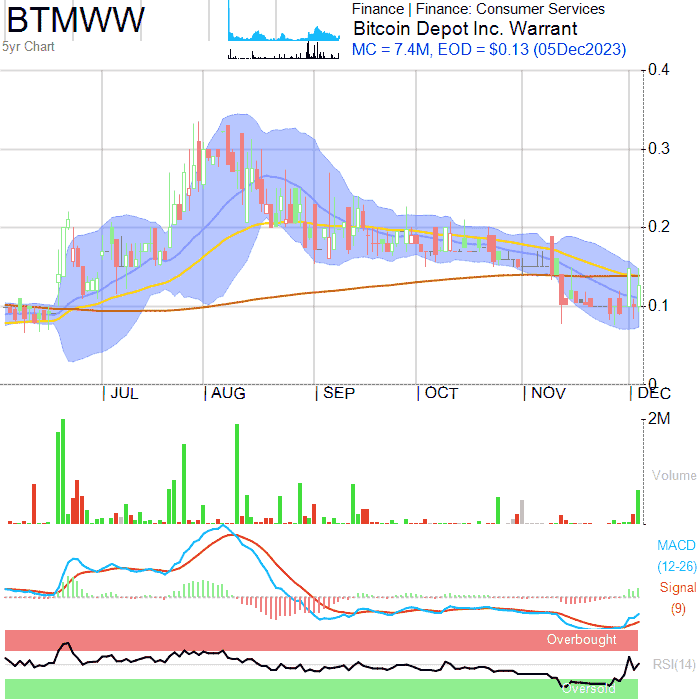 BTMWW
5yr Chart
Finance | Finance: Consumer Services
Bitcoin Depot Inc. Warrant
MC = 7.4M, EOD = $0.13 (05Dec2023)
0.4
0.3
0.2
0.1
0
JUL AUG SEP OCT NOV DEC
2M
Volume
MACD
(12-26)
Signal
(9)
Overbought
RSI(14)
Oversold